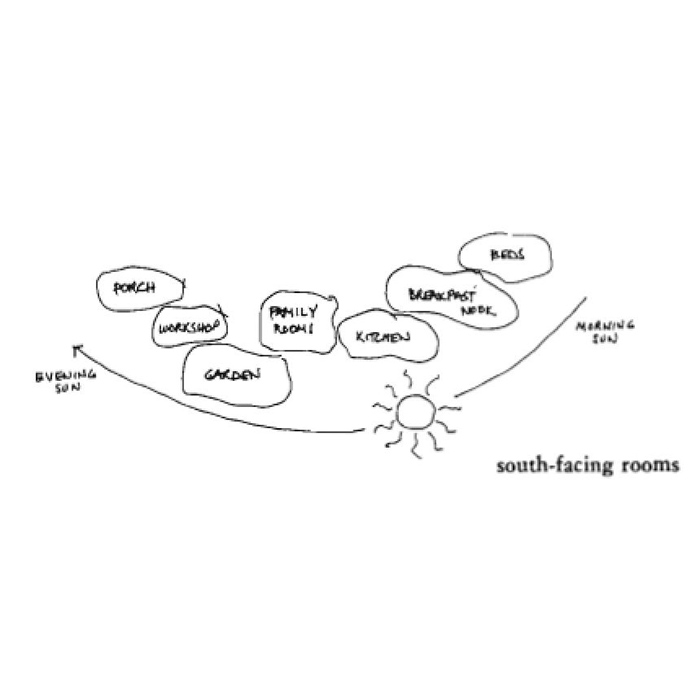 BEDS
PORCH
BREAKFAST
NOOK
FAMILY
ROOMS
WORKSHOP
KITCHEN
MORNING
SUN
GARDEN
EVENING
SUN
south-facing rooms